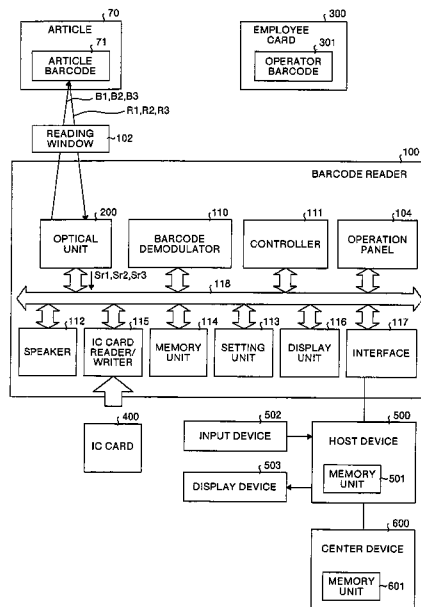 70
ARTICLE
71
ARTICLE
BARCODE
300
EMPLOYEE
CARD
301
OPERATOR
BARCODE
B1,B2,B3
R1,R2,R3
READING
WINDOW
102
100
BARCODE READER
200
OPTICAL
UNIT
110
BARCODE
DEMODULATOR
111
CONTROLLER
104
OPERATION
PANEL
Sr1,Sr2,Sr3
118
112
SPEAKER
115
IC CARD
READER/
WRITER
114
MEMORY
UNIT
113
SETTING
UNIT
116
DISPLAY
UNIT
117
INTERFACE
400
IC CARD
502
INPUT DEVICE
503
DISPLAY DEVICE
500
HOST DEVICE
MEMORY
UNIT
501
600
CENTER DEVICE
MEMORY
UNIT
601